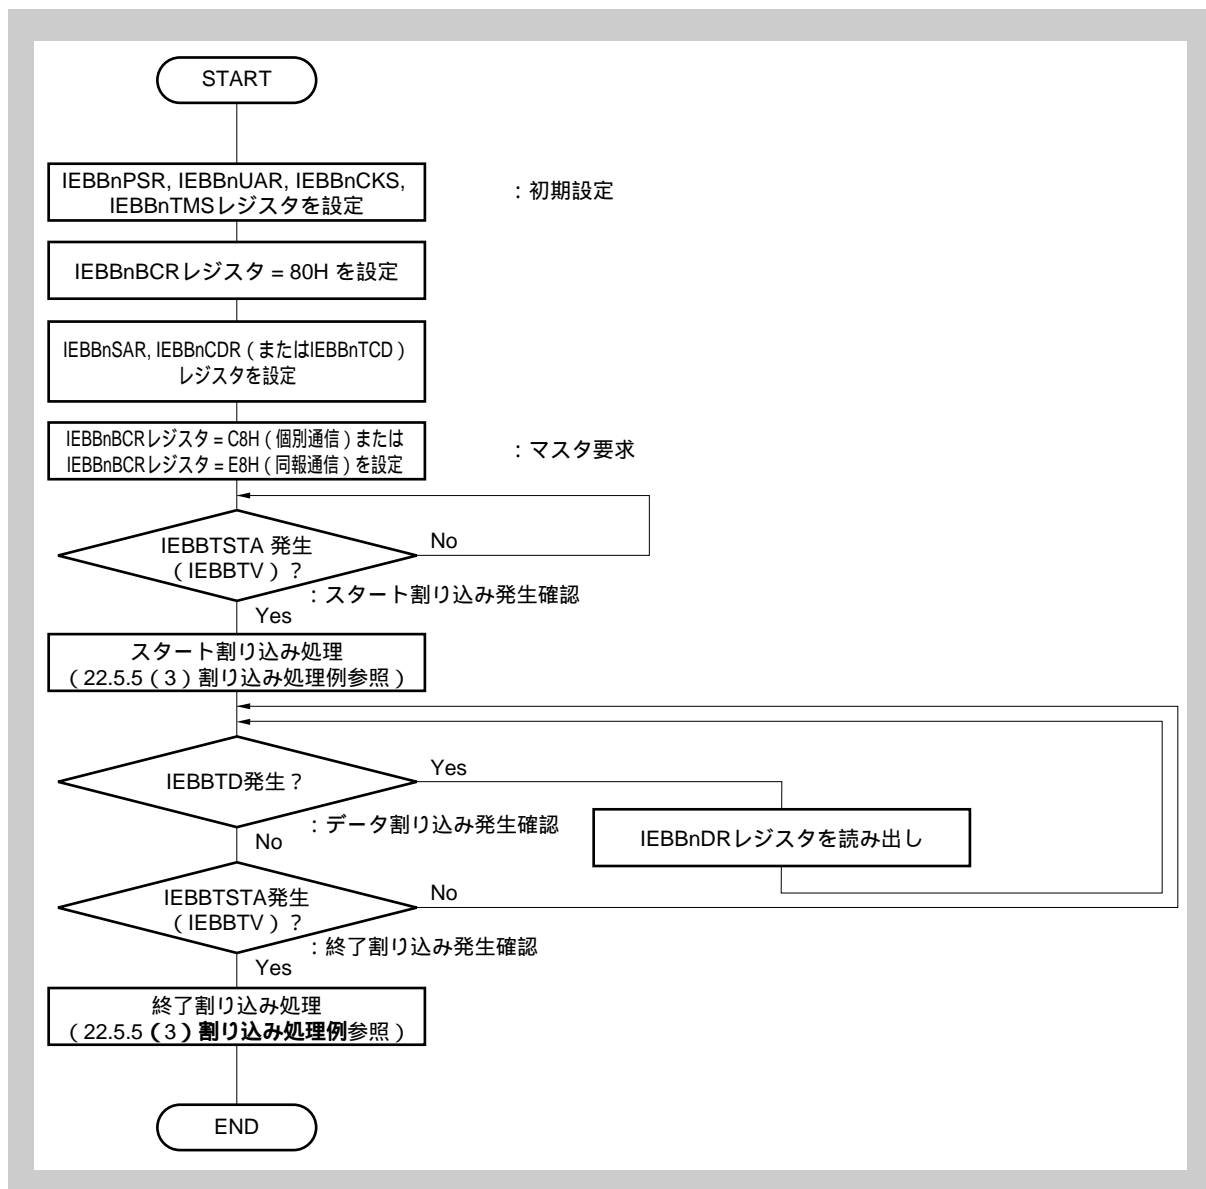 START
IEBBnPSR, IEBBnUAR, IEBBnCKS,
IEBBnTMSレジスタを設定
：初期設定
IEBBnBCRレジスタ = 80H を設定
IEBBnSAR, IEBBnCDR（またはIEBBnTCD）
レジスタを設定
IEBBnBCRレジスタ = C8H（個別通信）または
IEBBnBCRレジスタ = E8H（同報通信）を設定
：マスタ要求
IEBBTSTA 発生
（IEBBTV）？
No
：スタート割り込み発生確認
Yes
スタート割り込み処理
（22.5.5（3）割り込み処理例参照）
IEBBTD発生？
Yes
：データ割り込み発生確認
No
IEBBnDRレジスタを読み出し
IEBBTSTA発生
（IEBBTV）？
No
：終了割り込み発生確認
Yes
終了割り込み処理
（22.5.5（3）割り込み処理例参照）
END